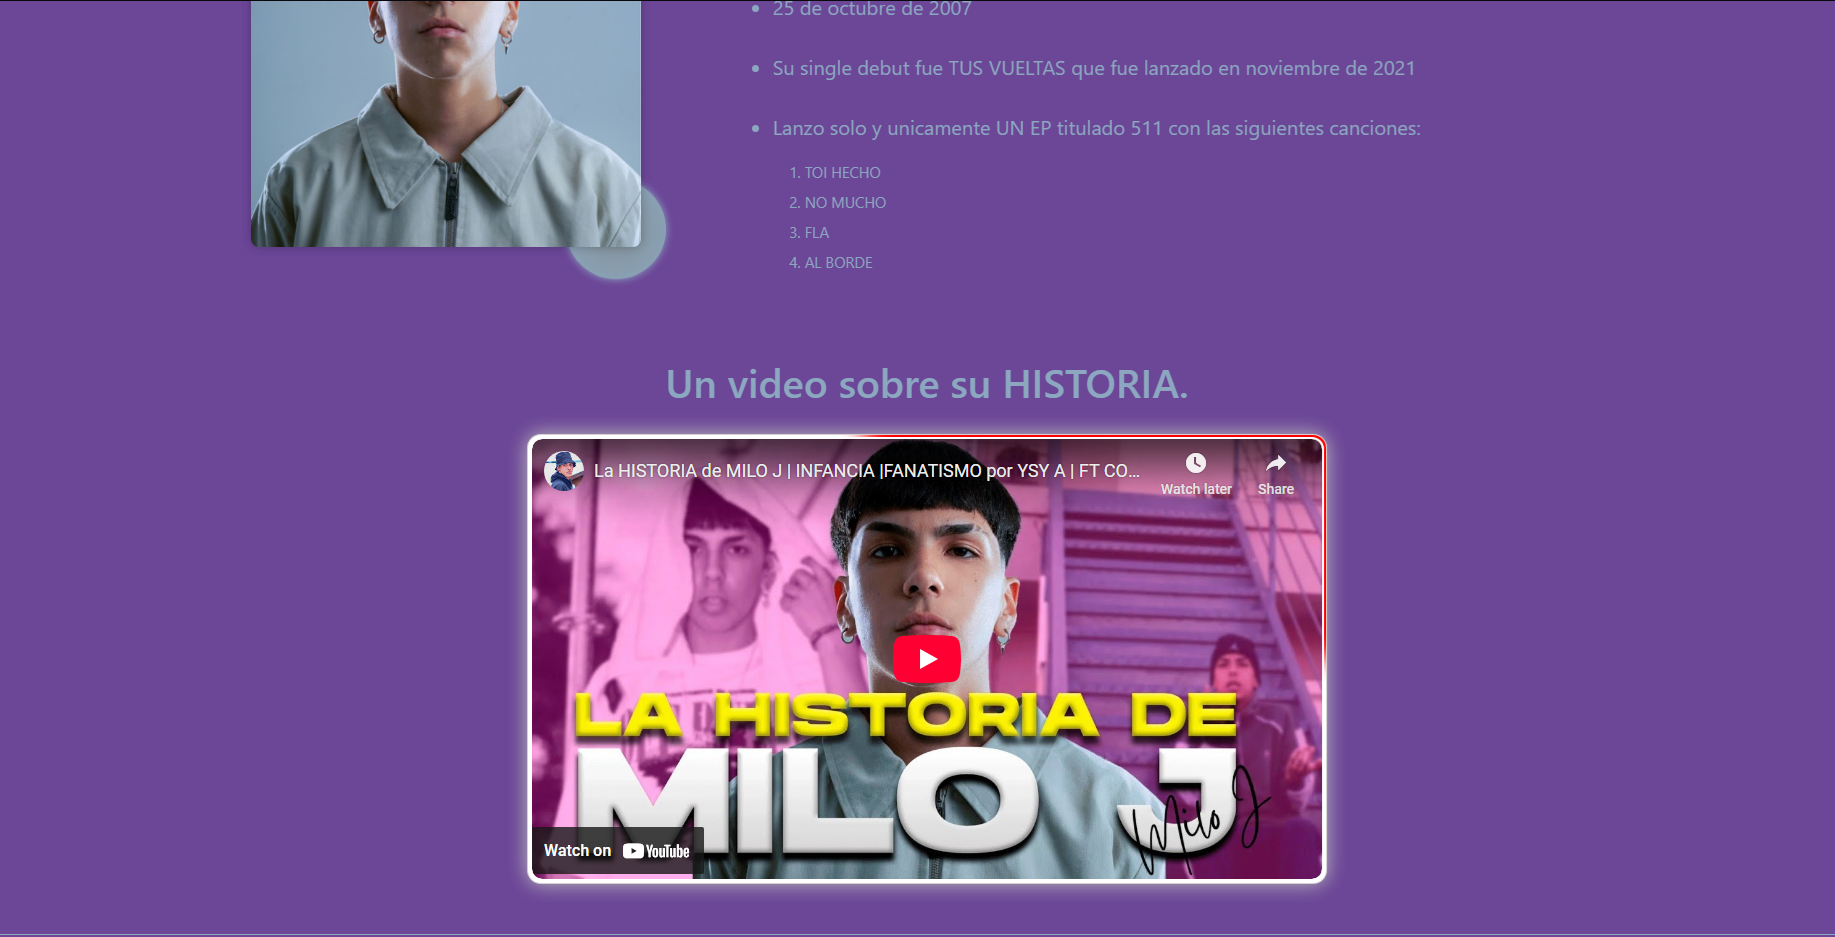 25 de octubre de 2007
Su single debut fue TUS VUELTAS que fue lanzado en noviembre de 2021
Lanzo solo y unicamente UN EP titulado 511 con las siguientes canciones:
1. TOI HECHO
2. NO MUCHO
3. FLA
4. AL BORDE
Un video sobre su HISTORIA.
La HISTORIA de MILO J | INFANCIA |FANATISMO por YSY A | FT CO...
Watch later
Share
LA HISTORIA DE
MILO J
Milo J
Watch on YouTube